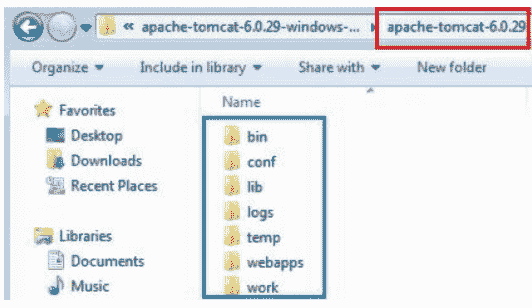 « apache-tomcat-6.0.29-windows-... ▸ apache-tomcat-6.0.29
Organize Include in library Share with New folder
Favorites
Desktop
Downloads
Recent Places
Libraries
Documents
Music
Name
bin
conf
lib
logs
temp
webapps
work